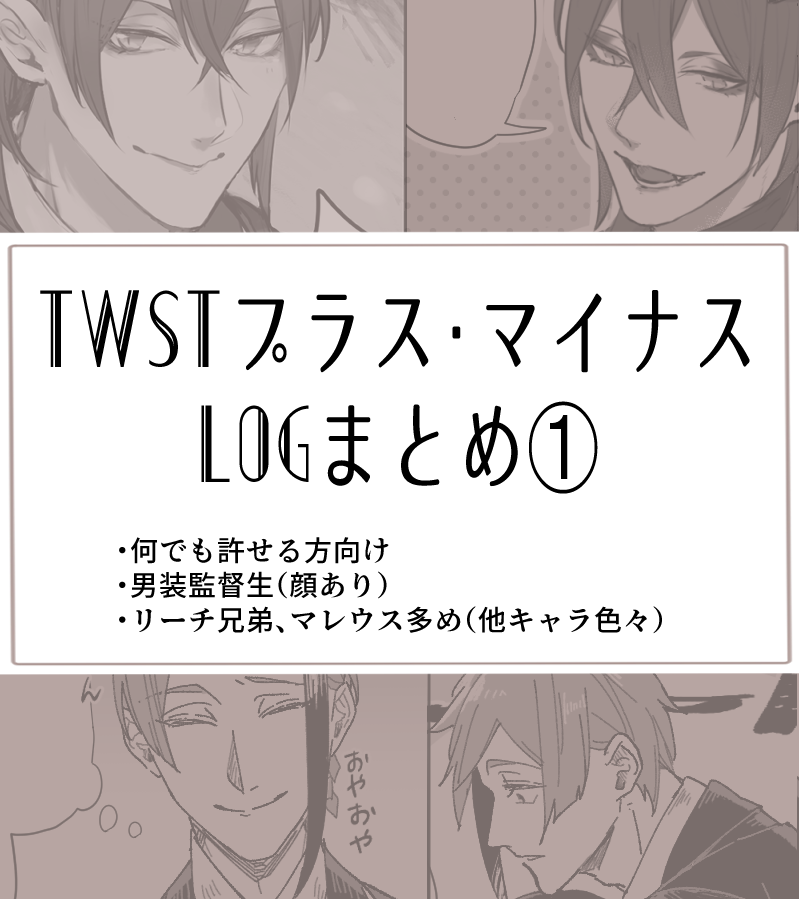 TWSTプラス・マイナス
LOGまとめ①
・何でも許せる方向け
・男装監督生(顔あり)
・リーチ兄弟、マレウス多め(他キャラ色々)
おやおや